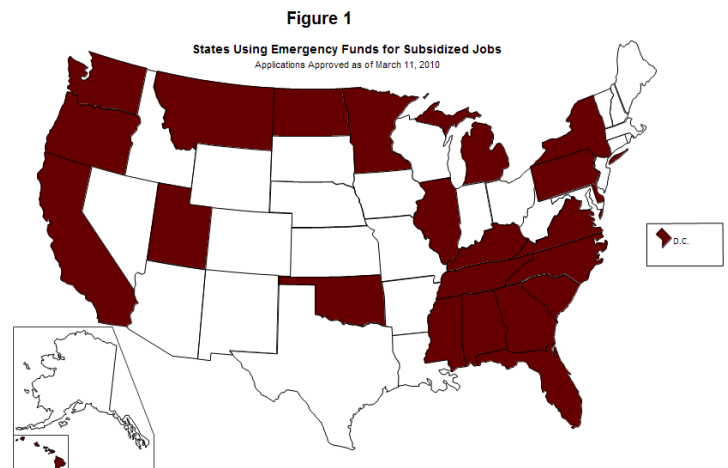 Figure 1
States Using Emergency Funds for Subsidized Jobs
Applications Approved as of March 11, 2010
D.C.